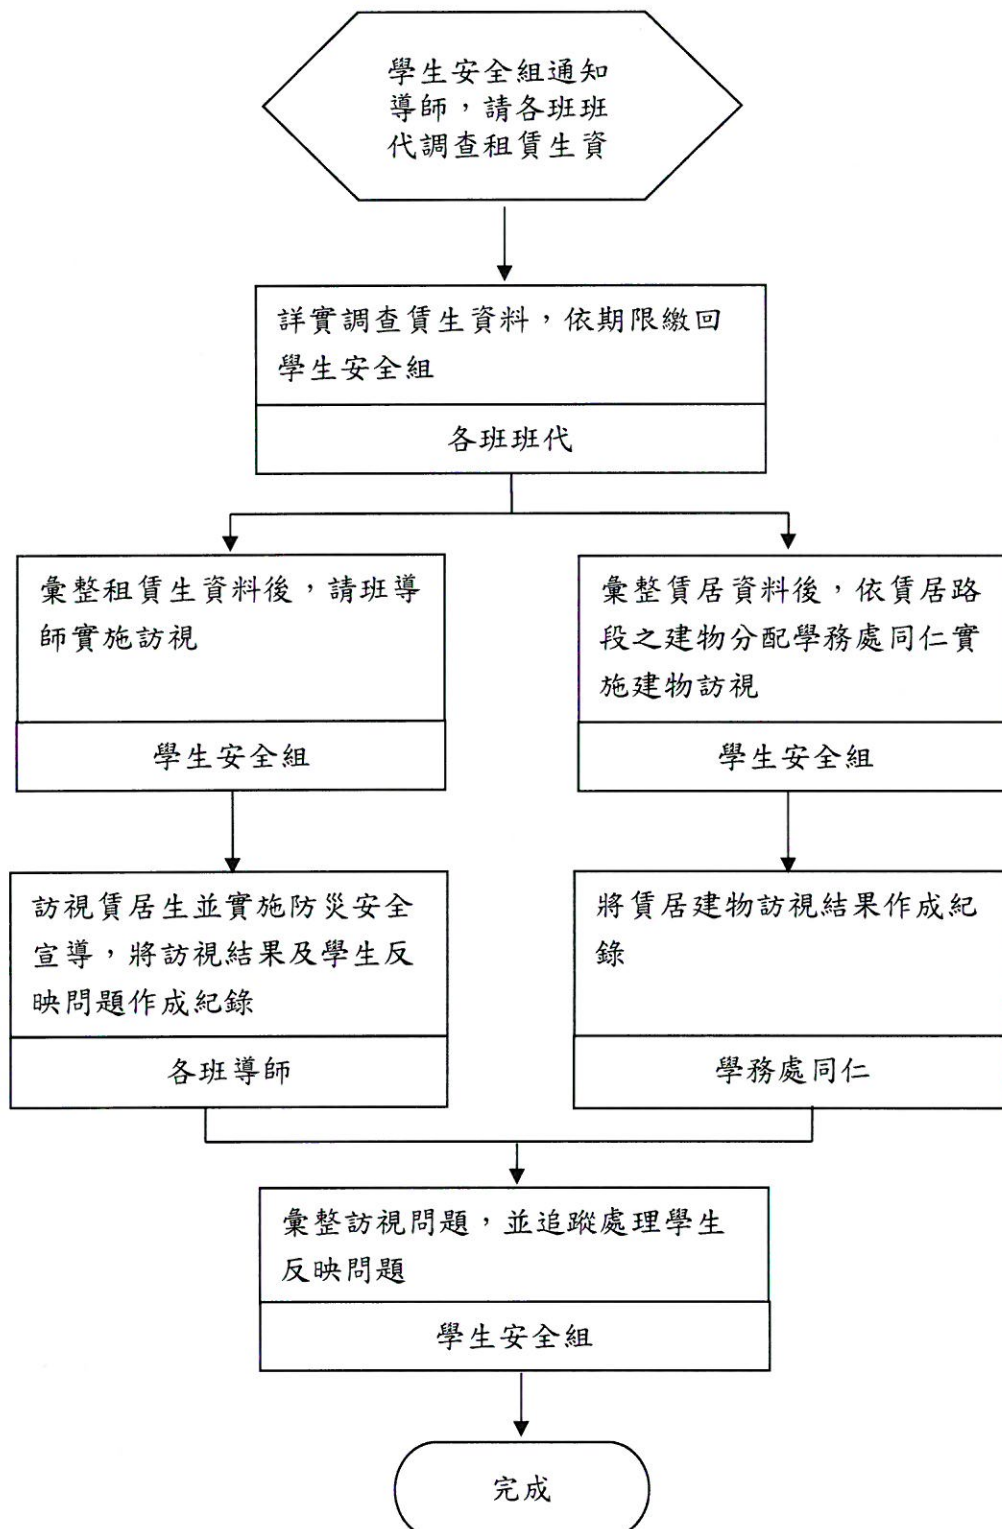 學生安全組通知
導師，請各班班
代調查租賃生資
詳實調查賃生資料，依期限繳回
學生安全組
各班班代
彙整租賃生資料後，請班導
師實施訪視
學生安全組
彙整賃居資料後，依賃居路
段之建物分配學務處同仁實
施建物訪視
學生安全組
訪視賃居生並實施防災安全
宣導，將訪視結果及學生反
映問題作成紀錄
各班導師
將賃居建物訪視結果作成紀
錄
學務處同仁
彙整訪視問題，並追蹤處理學生
反映問題
學生安全組
完成